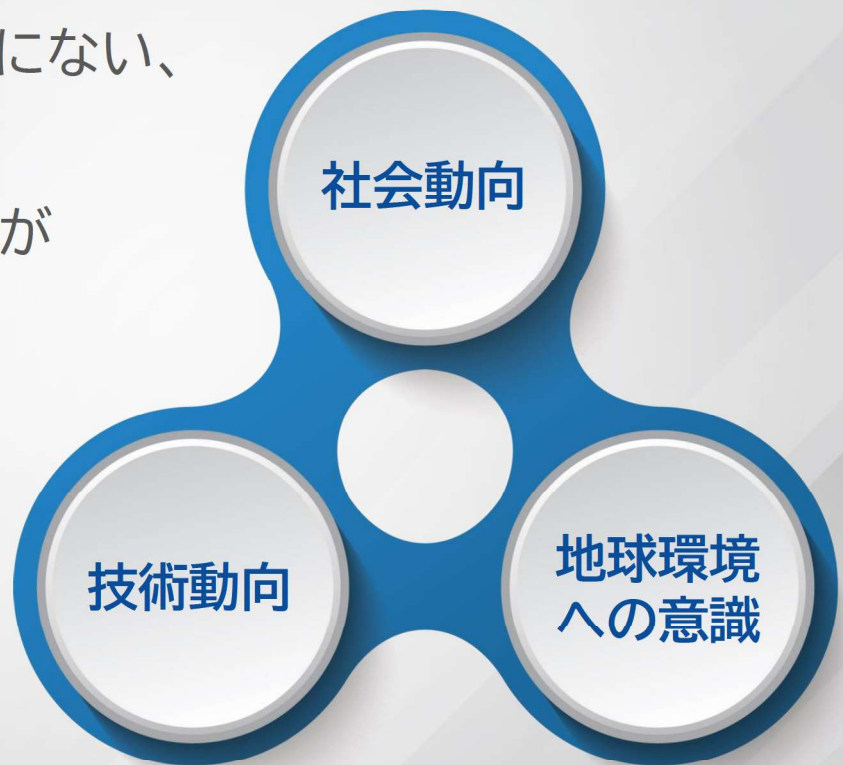 にない、
が
社会動向
技術動向
地球環境
への意識